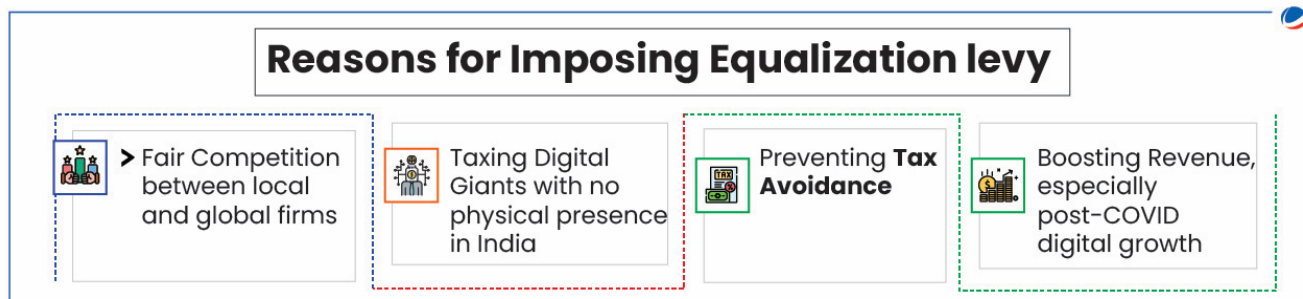 Reasons for Imposing Equalization levy
> Fair Competition
between local
and global firms
Taxing Digital
Giants with no
physical presence
in India
TAX
Preventing Tax
Avoidance
Boosting Revenue,
especially
post-COVID
digital growth